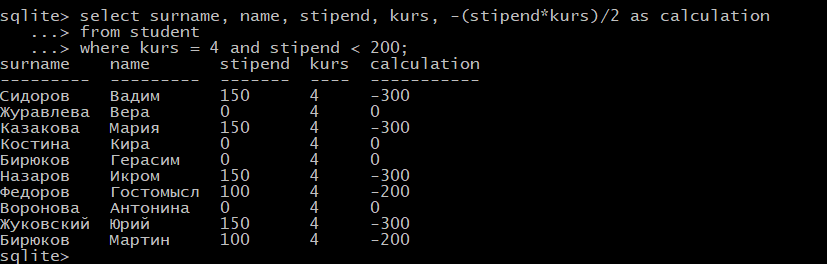 sqlite> select surname, name, stipend, kurs, -(stipend*kurs)/2 as calculation
...> from student
...> where kurs = 4 and stipend < 200;
surname name stipend kurs calculation
--------- --------- ------- ---- -----------
Сидоров Вадим 150 4 -300
Журавлева Вера 0 4 0
Казакова Мария 150 4 -300
Костина Кира 0 4 0
Бирюков Герасим 0 4 0
Назаров Икром 150 4 -300
Федоров Гостомысл 100 4 -200
Воронова Антонина 0 4 0
Жуковский Юрий 150 4 -300
Бирюков Мартин 100 4 -200
sqlite>